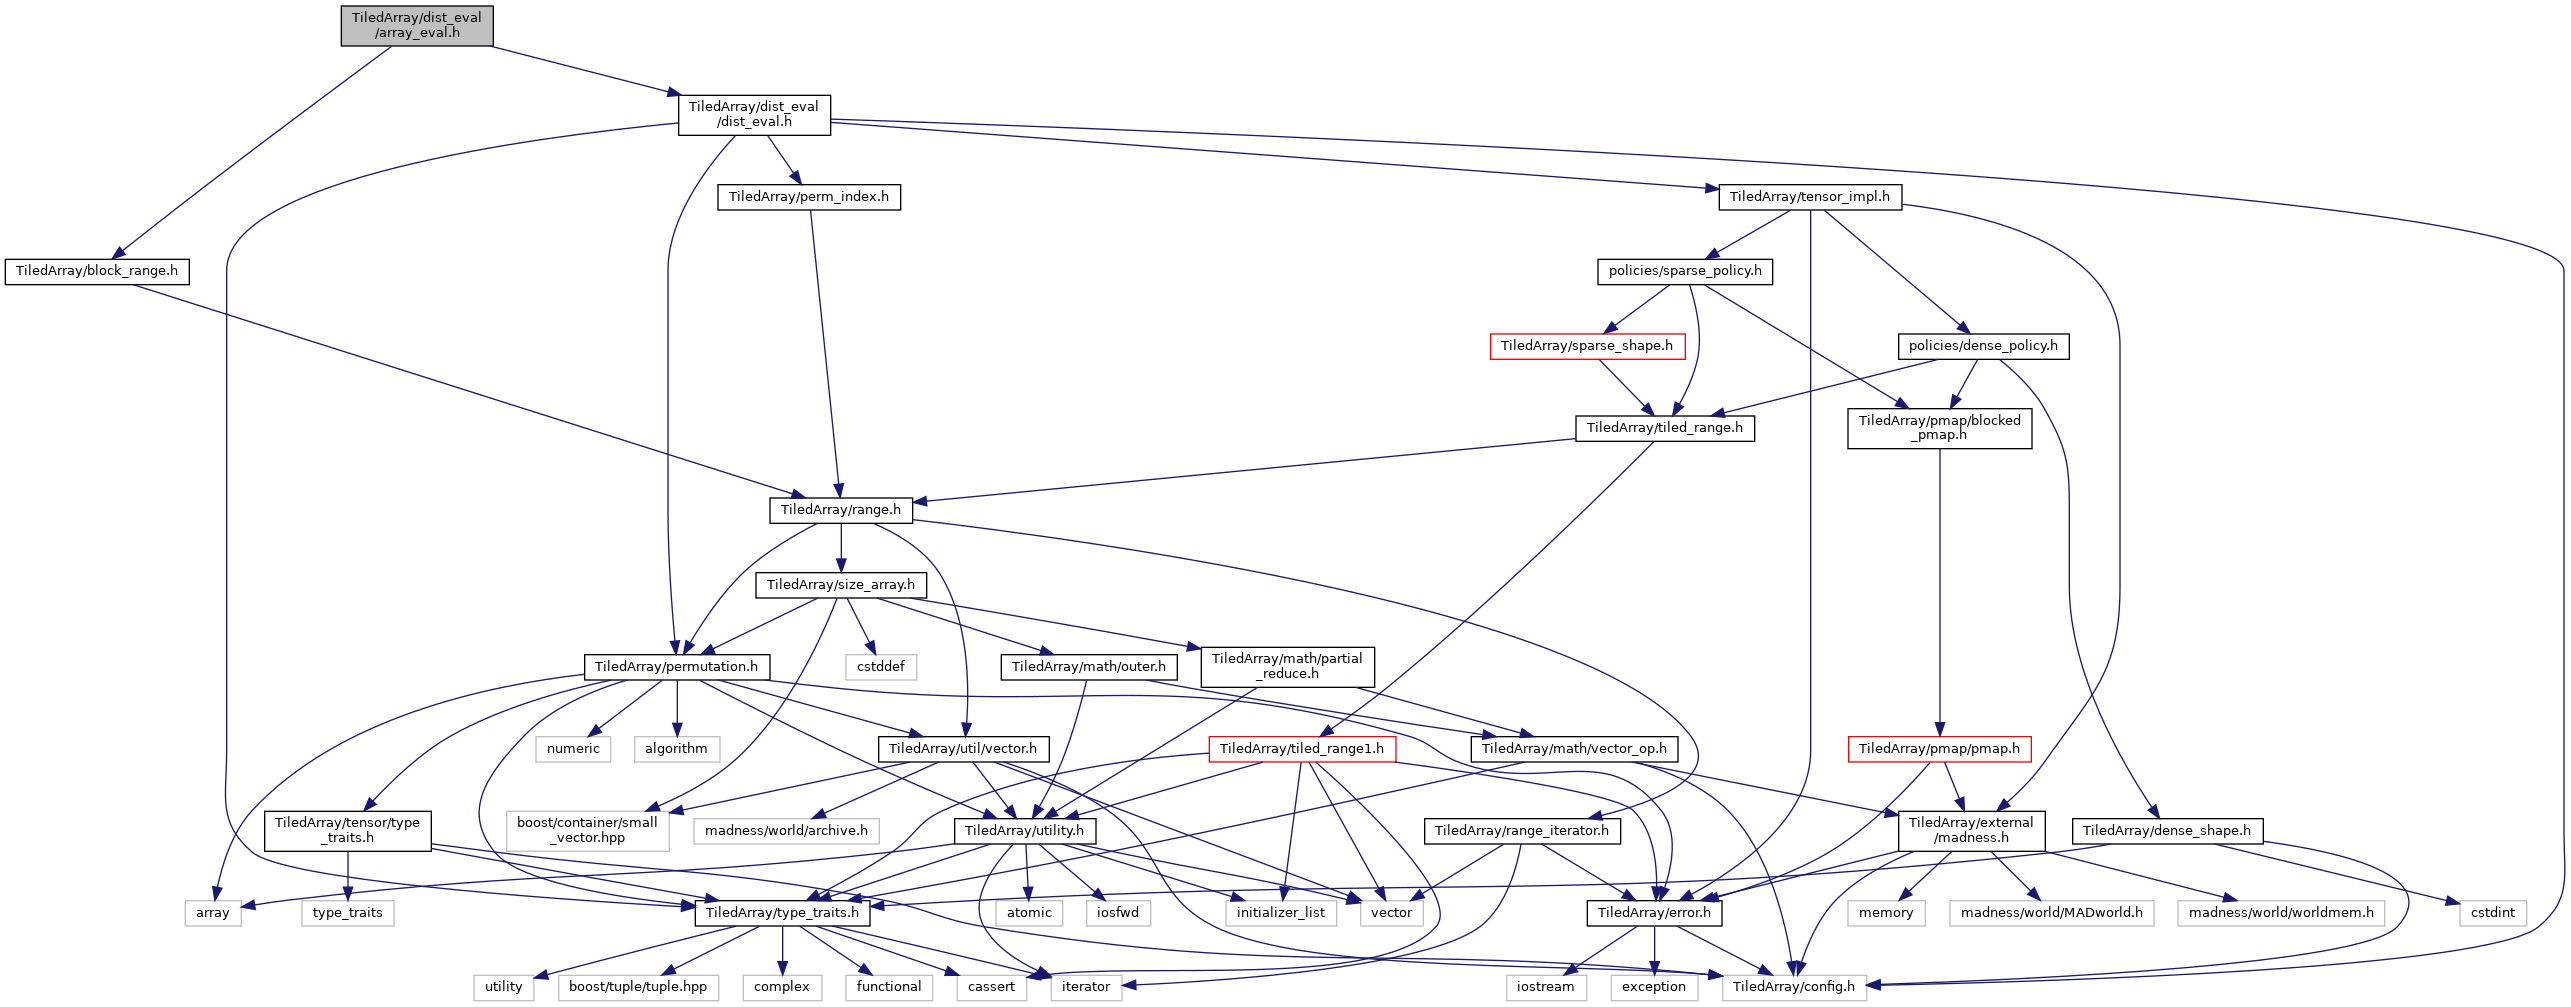 TiledArray/dist_eval
/array_eval.h
TiledArray/dist_eval
/dist_eval.h
TiledArray/perm_index.h
TiledArray/tensor_impl.h
TiledArray/block_range.h
policies/sparse_policy.h
TiledArray/sparse_shape.h
policies/dense_policy.h
TiledArray/tiled_range.h
TiledArray/pmap/blocked
_pmap.h
TiledArray/range.h
TiledArray/size_array.h
TiledArray/permutation.h
cstddef
TiledArray/math/outer.h
TiledArray/math/partial
_reduce.h
numeric
algorithm
TiledArray/util/vector.h
TiledArray/tiled_range1.h
TiledArray/math/vector_op.h
TiledArray/pmap/pmap.h
TiledArray/tensor/type
_traits.h
boost/container/small
_vector.hpp
madness/world/archive.h
TiledArray/utility.h
TiledArray/range_iterator.h
TiledArray/external
/madness.h
TiledArray/dense_shape.h
array
type_traits
TiledArray/type_traits.h
atomic
iosfwd
initializer_list
vector
TiledArray/error.h
memory
madness/world/MADworld.h
madness/world/worldmem.h
cstdint
utility
boost/tuple/tuple.hpp
complex
functional
cassert
iterator
iostream
exception
TiledArray/config.h